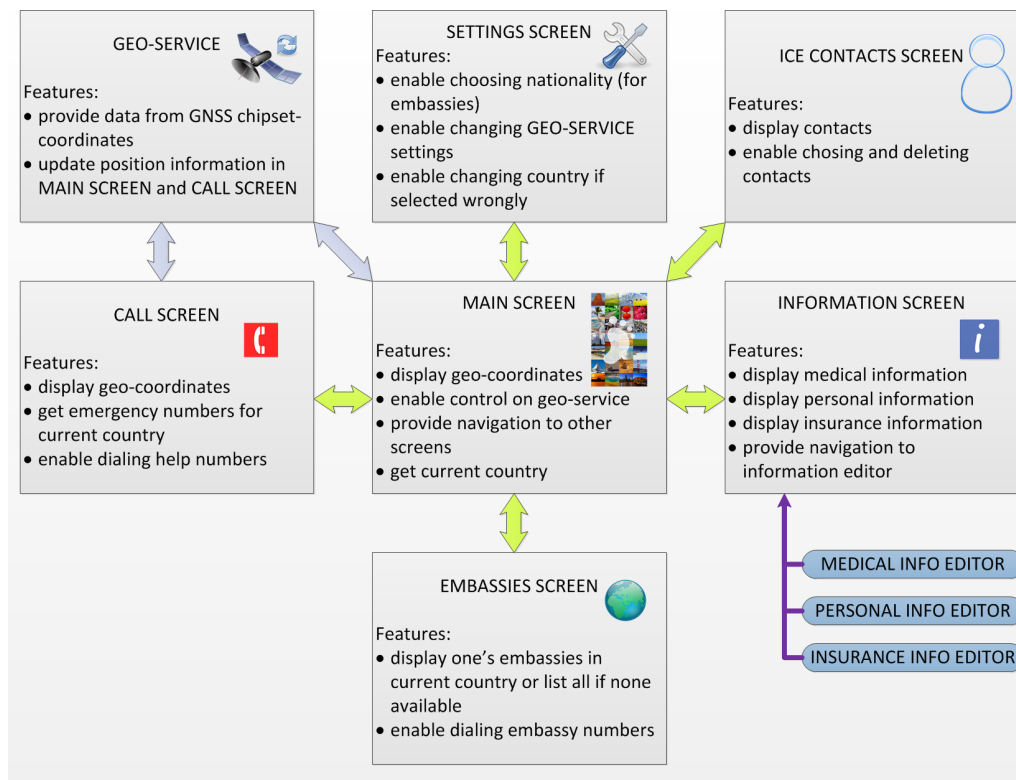 GEO-SERVICE
Features:
• provide data from GNSS chipset-
coordinates
• update position information in
MAIN SCREEN and CALL SCREEN
SETTINGS SCREEN
Features:
• enable choosing nationality (for
embassies)
• enable changing GEO-SERVICE
settings
• enable changing country if
selected wrongly
ICE CONTACTS SCREEN
Features:
• display contacts
• enable chosing and deleting
contacts
CALL SCREEN
Features:
• display geo-coordinates
• get emergency numbers for
current country
• enable dialing help numbers
MAIN SCREEN
Features:
• display geo-coordinates
• enable control on geo-service
• provide navigation to other
screens
• get current country
INFORMATION SCREEN
i
Features:
• display medical information
• display personal information
• display insurance information
• provide navigation to
information editor
EMBASSIES SCREEN
Features:
• display one’s embassies in
current country or list all if none
available
• enable dialing embassy numbers
MEDICAL INFO EDITOR
PERSONAL INFO EDITOR
INSURANCE INFO EDITOR